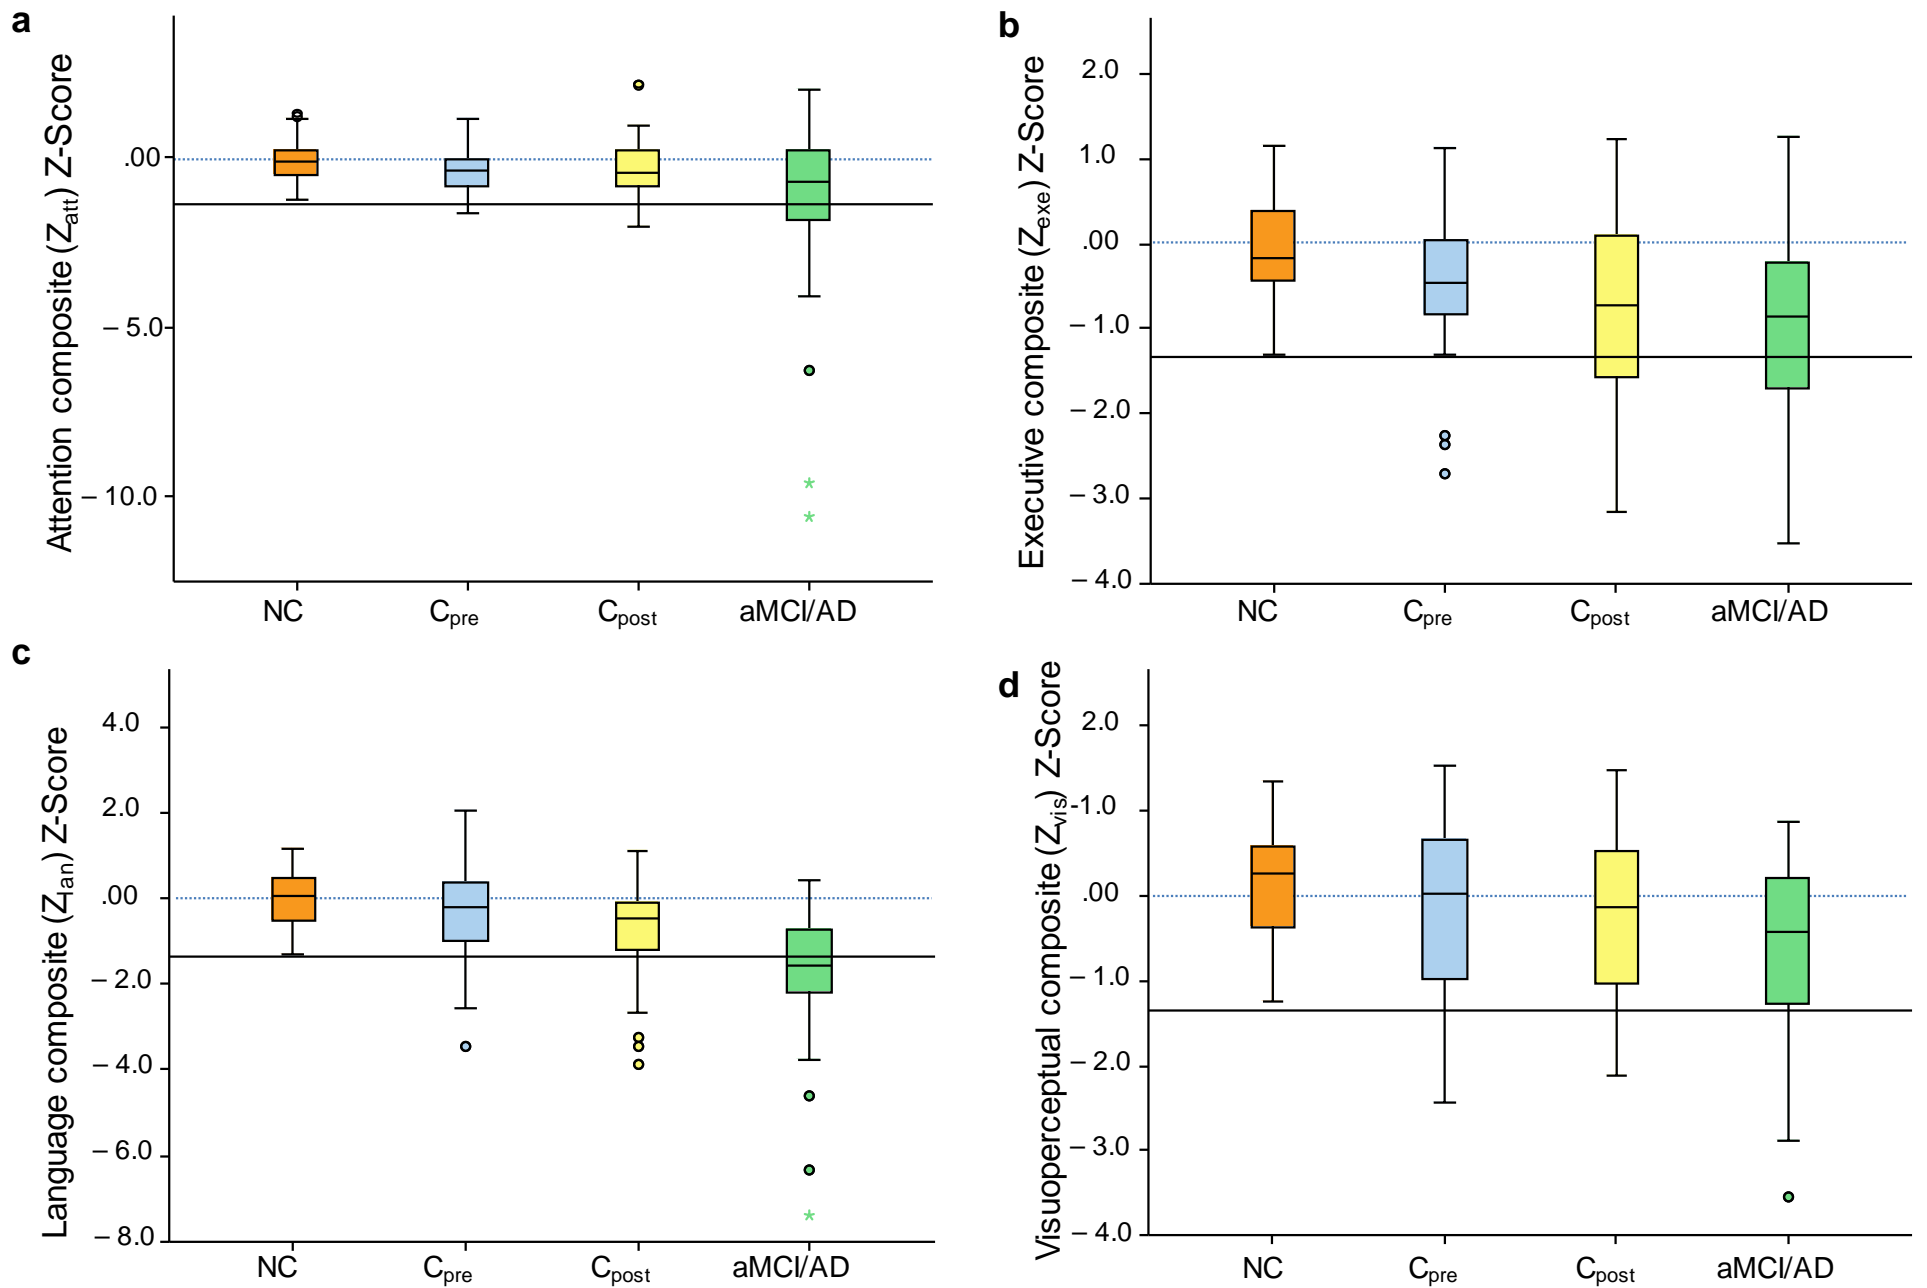 a
Attention composite (Zatt) Z-Score
.00
– 5.0
– 10.0
NC Cpre Cpost aMCI/AD
b
Executive composite (Zexe) Z-Score
2.0
1.0
.00
– 1.0
– 2.0
– 3.0
– 4.0
NC Cpre Cpost aMCI/AD
c
Language composite (Zlan) Z-Score
4.0
2.0
.00
– 2.0
– 4.0
– 6.0
– 8.0
NC Cpre Cpost aMCI/AD
d
Visuoperceptual composite (Zvis) Z-Score
2.0
-1.0
.00
– 1.0
– 2.0
– 3.0
– 4.0
NC Cpre Cpost aMCI/AD